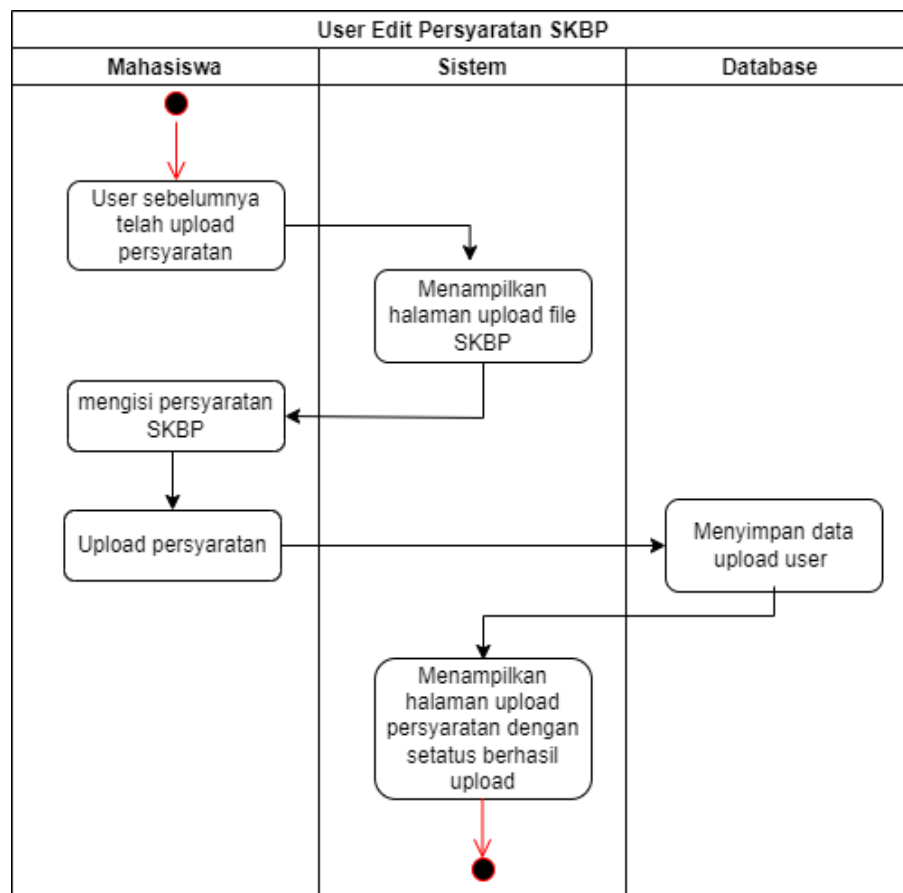 User Edit Persyaratan SKBP
Mahasiswa
Sistem
Database
User sebelumnya
telah upload
persyaratan
Menampilkan
halaman upload file
SKBP
mengisi persyaratan
SKBP
Upload persyaratan
Menyimpan data
upload user
Menampilkan
halaman upload
persyaratan dengan
setatus berhasil
upload